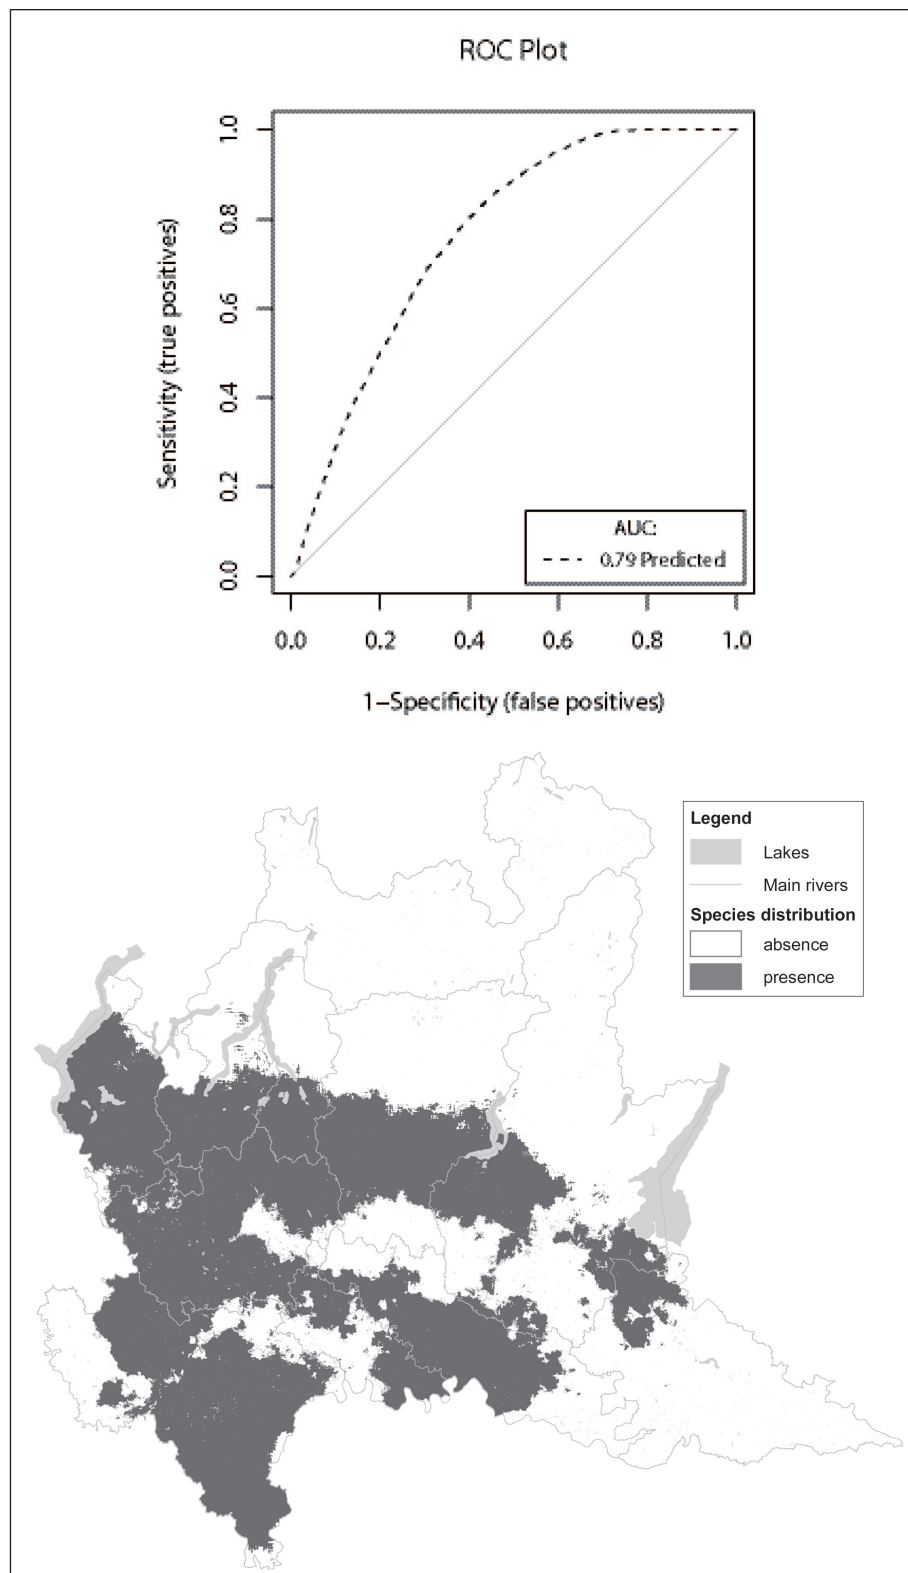 ROC Plot
Sensitivity (true positives)
1.0
0.8
0.6
0.4
0.2
0.0
AUC:
0.79 Predicted
0.0 0.2 0.4 0.6 0.8 1.0
1−Specificity (false positives)
Legend
Lakes
Main rivers
Species distribution
absence
presence